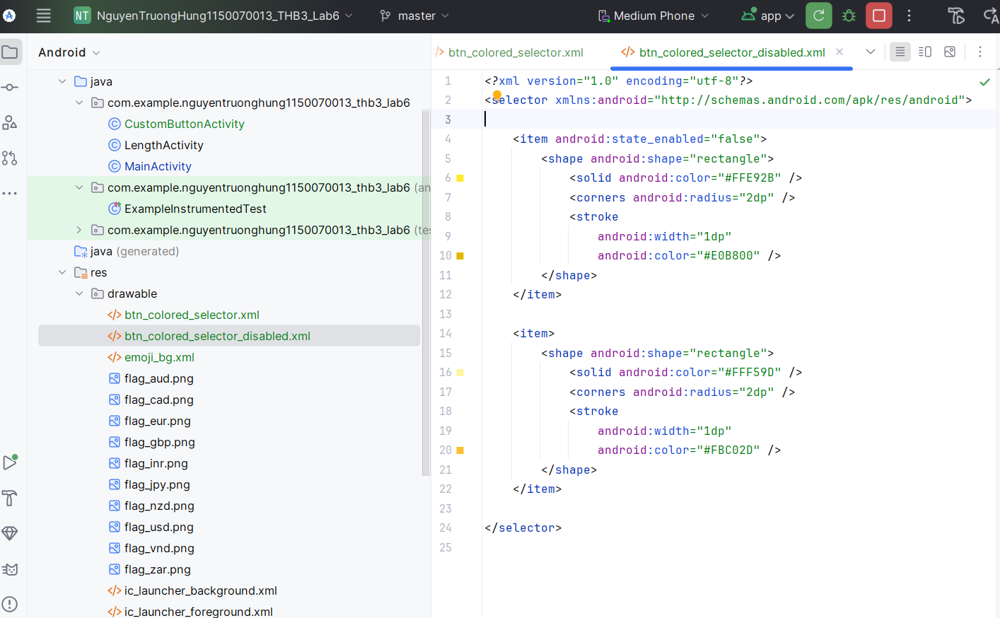 NT NguyenTruongHung1150070013_THB3_Lab6 master Medium Phone app
Android
java
com.example.nguyentruonghung1150070013_thb3_lab6
CustomButtonActivity
LengthActivity
MainActivity
com.example.nguyentruonghung1150070013_thb3_lab6 (an
ExampleInstrumentedTest
com.example.nguyentruonghung1150070013_thb3_lab6 (tes
java (generated)
res
drawable
btn_colored_selector.xml
btn_colored_selector_disabled.xml
emoji_bg.xml
flag_aud.png
flag_cad.png
flag_eur.png
flag_gbp.png
flag_inr.png
flag_jpy.png
flag_nzd.png
flag_usd.png
flag_vnd.png
flag_zar.png
ic_launcher_background.xml
ic_launcher_foreground.xml
btn_colored_selector.xml btn_colored_selector_disabled.xml
1 <?xml version="1.0" encoding="utf-8"?>
2 <selector xmlns:android="http://schemas.android.com/apk/res/android">
3
4 <item android:state_enabled="false">
5 <shape android:shape="rectangle">
6 <solid android:color="#FFE92B" />
7 <corners android:radius="2dp" />
8 <stroke
9 android:width="1dp"
10 android:color="#E0B800" />
11 </shape>
12 </item>
13
14 <item>
15 <shape android:shape="rectangle">
16 <solid android:color="#FFF59D" />
17 <corners android:radius="2dp" />
18 <stroke
19 android:width="1dp"
20 android:color="#FBC02D" />
21 </shape>
22 </item>
23
24 </selector>
25